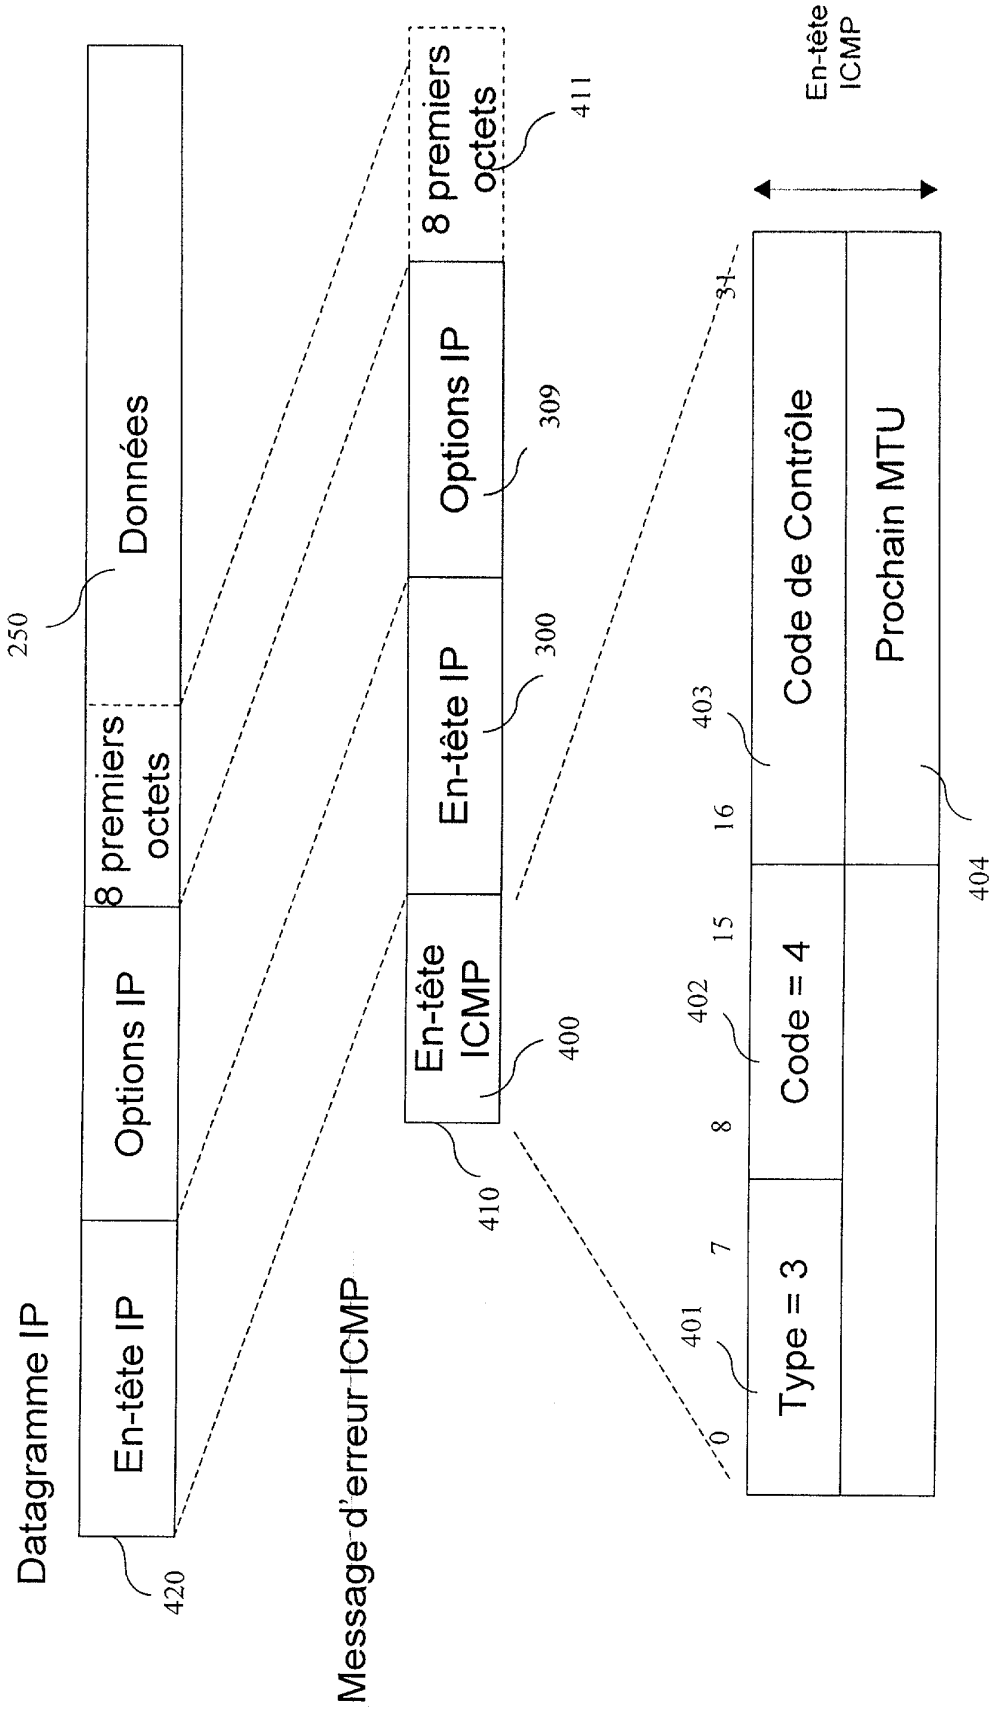 Datagramme IP
420
En-tête IP
Options IP
8 premiers
octets
Données
250
Message d'erreur ICMP
410
En-tête
ICMP
400
En-tête IP
300
Options IP
309
8 premiers
octets
411
0
7
8
15
16
31
401
402
403
Type = 3
Code = 4
Code de Contrôle
Prochain MTU
404
En-tête
ICMP